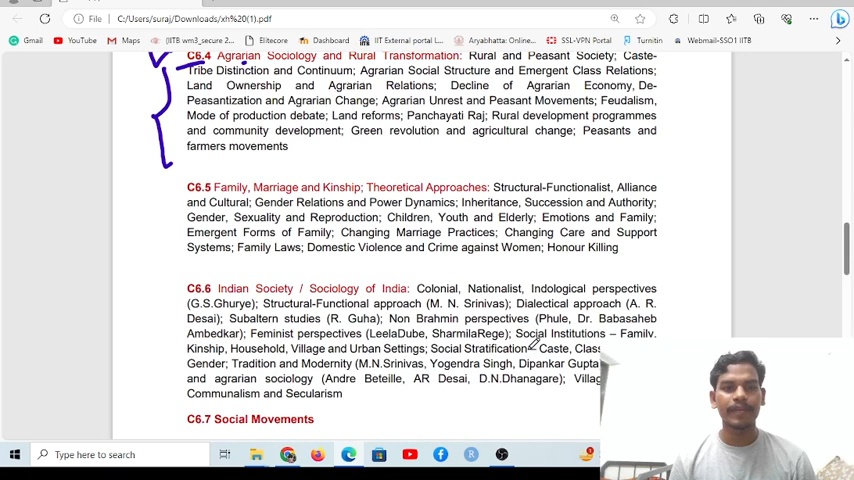 File
C:/Users/suraj/Downloads/xh%20(1).pdf
Gmail
YouTube
Maps
(IITB wm3_secure 2...
Elitecore
Dashboard
IIT External portal I...
Aryabhatta: Online...
SSL-VPN Portal
Turnitin
Webmail-SSO1 IITB
C6.4 Agrarian Sociology and Rural Transformation: Rural and Peasant Society; Caste-
Tribe Distinction and Continuum; Agrarian Social Structure and Emergent Class Relations;
Land Ownership and Agrarian Relations; Decline of Agrarian Economy, De-
Peasantization and Agrarian Change; Agrarian Unrest and Peasant Movements; Feudalism,
Mode of production debate; Land reforms; Panchayati Raj; Rural development programmes
and community development; Green revolution and agricultural change; Peasants and
farmers movements
C6.5 Family, Marriage and Kinship; Theoretical Approaches: Structural-Functionalist, Alliance
and Cultural; Gender Relations and Power Dynamics; Inheritance, Succession and Authority;
Gender, Sexuality and Reproduction; Children, Youth and Elderly; Emotions and Family;
Emergent Forms of Family; Changing Marriage Practices; Changing Care and Support
Systems; Family Laws; Domestic Violence and Crime against Women; Honour Killing
C6.6 Indian Society / Sociology of India: Colonial, Nationalist, Indological perspectives
(G.S.Ghurye); Structural-Functional approach (M. N. Srinivas); Dialectical approach (A. R.
Desai); Subaltern studies (R. Guha); Non Brahmin perspectives (Phule, Dr. Babasaheb
Ambedkar); Feminist perspectives (LeelaDube, SharmilaRege); Social Institutions – Family,
Kinship, Household, Village and Urban Settings; Social Stratification – Caste, Class
Gender; Tradition and Modernity (M.N.Srinivas, Yogendra Singh, Dipankar Gupta
and agrarian sociology (Andre Beteille, AR Desai, D.N.Dhanagare); Villag
Communalism and Secularism
C6.7 Social Movements
Type here to search